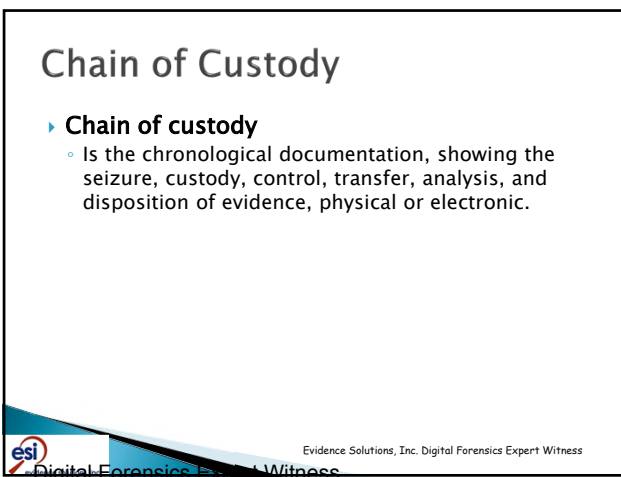 Chain of Custody
Chain of custody
Is the chronological documentation, showing the
seizure, custody, control, transfer, analysis, and
disposition of evidence, physical or electronic.
Evidence Solutions, Inc. Digital Forensics Expert Witness
esi
Digital Forensics Expert Witness